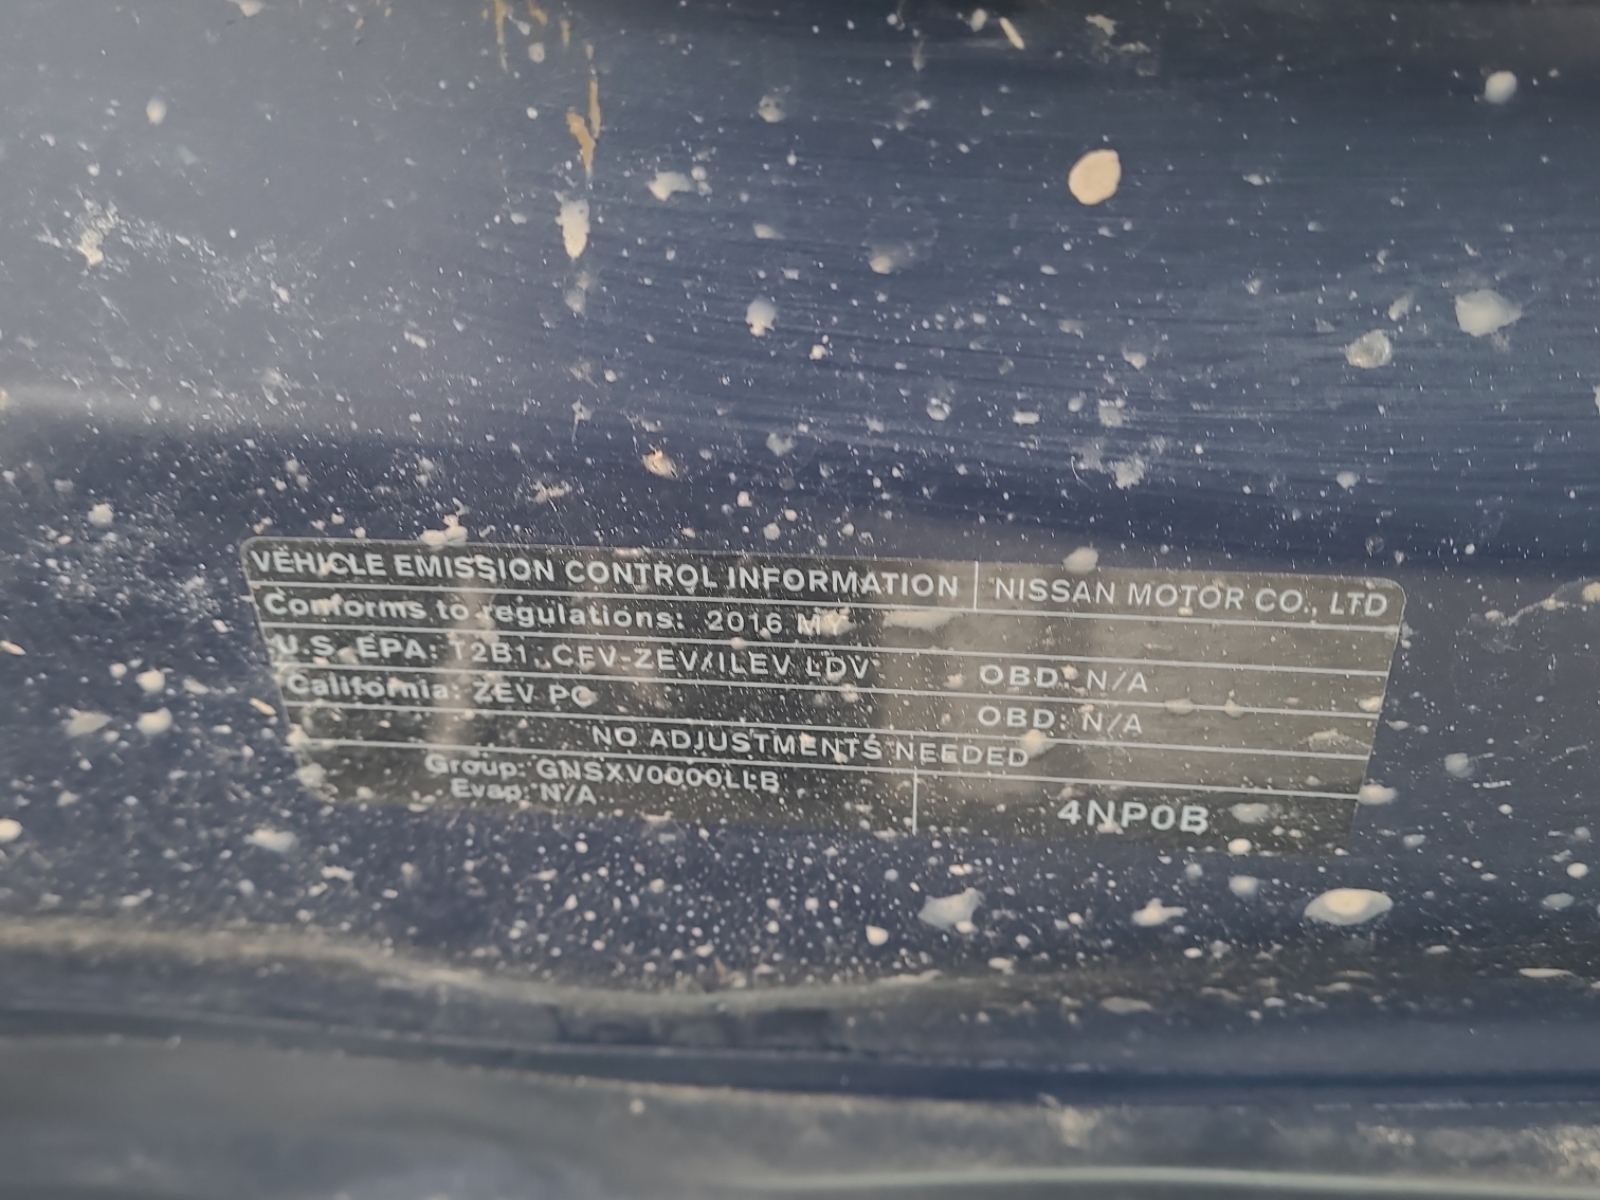 VEHICLE EMISSION CONTROL INFORMATION NISSAN MOTOR CO., LTD
Conforms to regulations: 2016 MY
U.S. EPA: T2B1, CFV-ZEV/ILEV LDV OBD: N/A
California: ZEV PC OBD: N/A
NO ADJUSTMENTS NEEDED
Group: GNSXV0000LLB
Evap: N/A
4NP0B